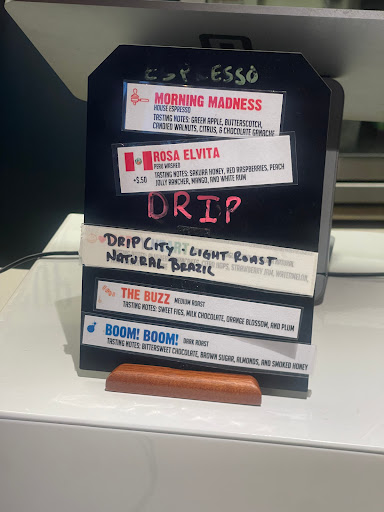 ESPRESSO
MORNING MADNESS
HOUSE ESPRESSO
TASTING NOTES: GREEN APPLE, BUTTERSCOTCH,
CANDIED WALNUTS, CITRUS, & CHOCOLATE GANACHE
ROSA ELVITA
PERU WASHED
+$.50 TASTING NOTES: SAKURA HONEY, RED RASPBERRIES, PEACH
JOLLY RANCHER, MANGO, AND WHITE RUM
DRIP
DRIP CITY - LIGHT ROAST
NATURAL BRAZIL
STRAWBERRY JAM,
THE BUZZ MEDIUM ROAST
TASTING NOTES: SWEET FIGS, MILK CHOCOLATE, ORANGE BLOSSOM, AND PLUM
BOOM! BOOM! DARK ROAST
TASTING NOTES: BITTERSWEET CHOCOLATE, BROWN SUGAR, ALMONDS, AND SMOKED HONEY